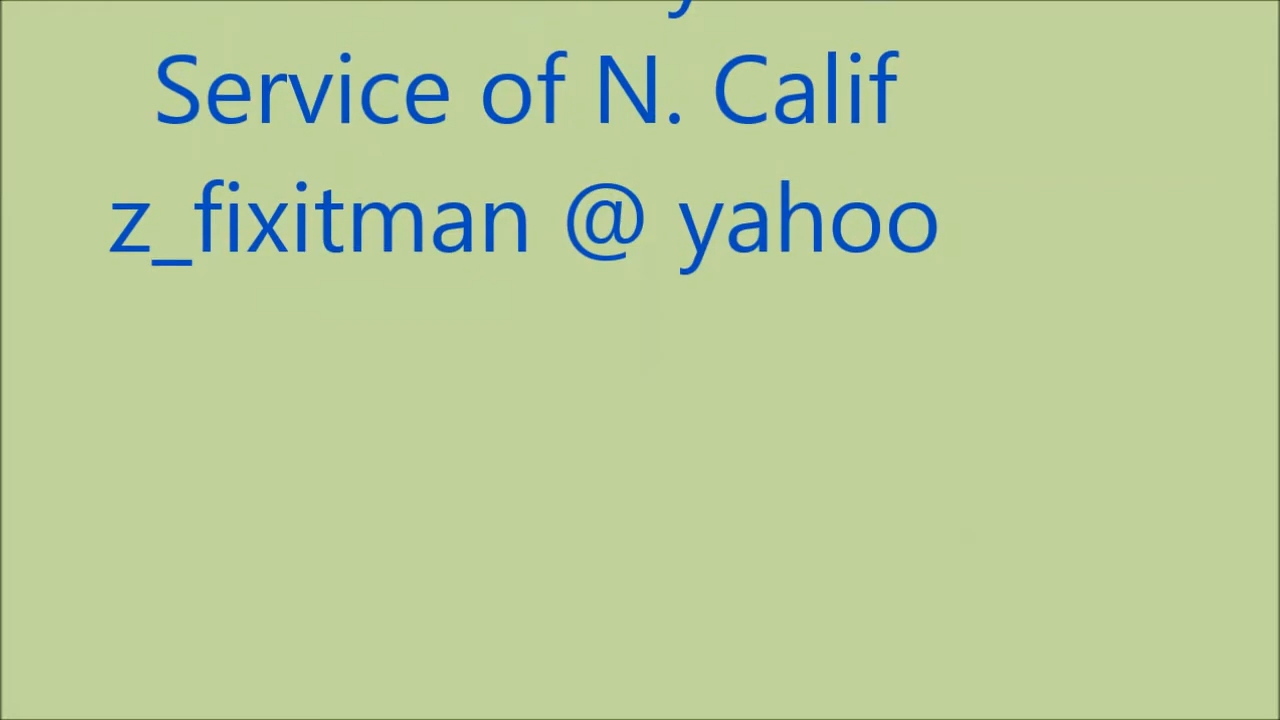 Service of N. Calif
z_fixitman @ yahoo